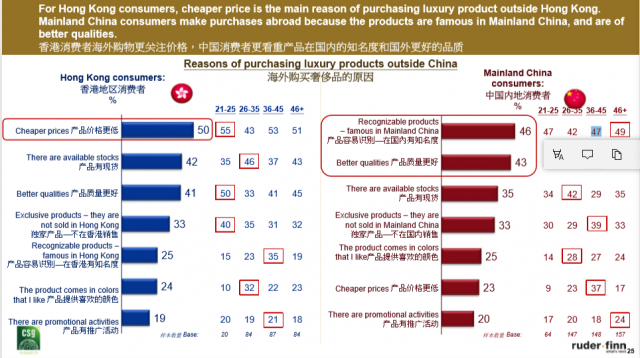 For Hong Kong consumers, cheaper price is the main reason of purchasing luxury product outside Hong Kong.
Mainland China consumers make purchases abroad because the products are famous in Mainland China, and are of
better qualities.
香港消费者海外购物更关注价格，中国消费者更看重产品在国内的知名度和国外更好的品质
Reasons of purchasing luxury products outside China
海外购买奢侈品的原因
Hong Kong consumers:
香港地区消费者
%
21-25 26-35 36-45 46+
Cheaper prices 产品价格更低 50 55 43 53 51
There are available stocks
产品有现货
42 35 46 37 43
Better qualities 产品质量更好 41 50 33 41 45
Exclusive products – they are
not sold in Hong Kong
独家产品—不在香港销售
33 40 35 31 32
Recognizable products –
famous in Hong Kong
产品容易识别—在香港有知名度
25 15 23 35 19
The product comes in colors
that I like 产品提供喜欢的颜色
24 10 32 22 23
There are promotional activities
产品有推广活动
19 20 19 21 18
样本数量 Base: 20 84 87 84
Mainland China
consumers:
中国内地消费者
%
21-25 26-35 36-45 46+
Recognizable products
– famous in Mainland China
产品容易识别—在国内有知名度
46 47 42 47 49
Better qualities 产品质量更好 43
There are available stocks
产品有现货
35 34 42 29 35
Exclusive products – they are
not sold in Mainland China
独家产品—不在国内销售
33 30 29 39 33
The product comes in colors
that I like产品提供喜欢的颜色
25 14 28 27 24
Cheaper prices 产品价格更低 23 9 23 37 17
There are promotional activities
产品有推广活动
20 17 20 18 24
样本数量 Base: 64 147 148 157
csg
ruder·finn
25